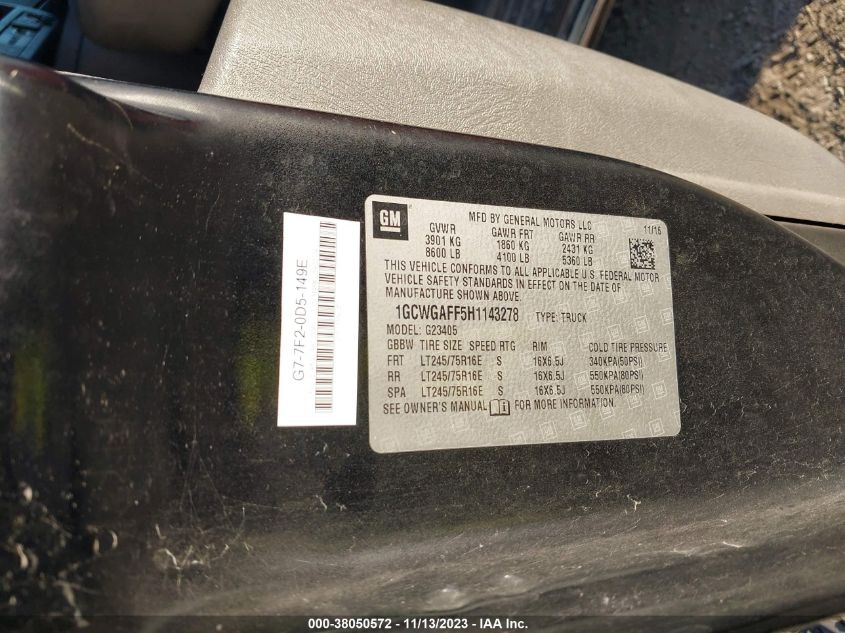 GM
MFD BY GENERAL MOTORS LLC
11/16
GVWR GAWR FRT GAWR RR
3901 KG 1860 KG 2431 KG
8600 LB 4100 LB 5360 LB
THIS VEHICLE CONFORMS TO ALL APPLICABLE U.S. FEDERAL MOTOR
VEHICLE SAFETY STANDARDS IN EFFECT ON THE DATE OF
MANUFACTURE SHOWN ABOVE.
1GCWGAFF5H1143278 TYPE: TRUCK
MODEL: G23405
GBBW TIRE SIZE SPEED RTG RIM COLD TIRE PRESSURE
FRT LT245/75R16E S 16X6.5J 340KPA(50PSI)
RR LT245/75R16E S 16X6.5J 550KPA(80PSI)
SPA LT245/75R16E S 16X6.5J 550KPA(80PSI)
SEE OWNER'S MANUAL FOR MORE INFORMATION.
G7-7F2-0D5-149E
000-38050572 - 11/13/2023 - IAA Inc.